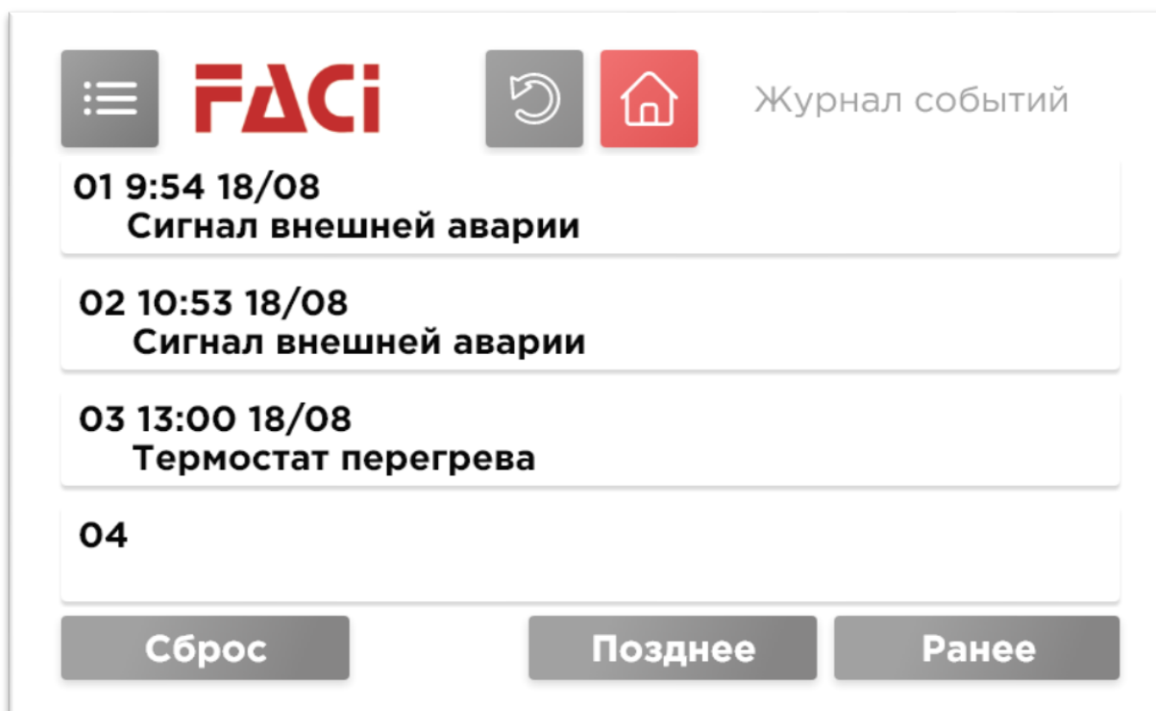 FACi
Журнал событий
01 9:54 18/08
Сигнал внешней аварии
02 10:53 18/08
Сигнал внешней аварии
03 13:00 18/08
Термостат перегрева
04
Сброс
Позднее
Ранее